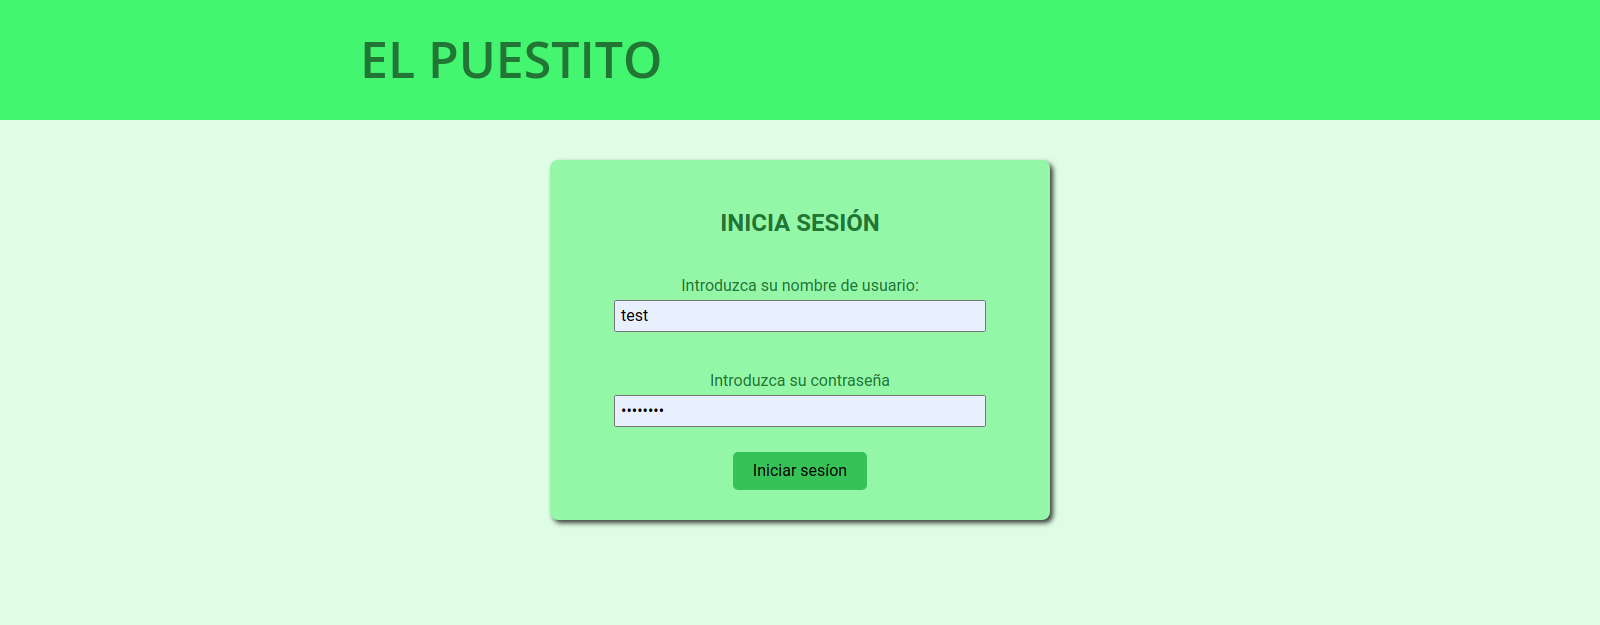 EL PUESTITO
INICIA SESIÓN
Introduzca su nombre de usuario:
test
Introduzca su contraseña
••••••••
Iniciar sesíon